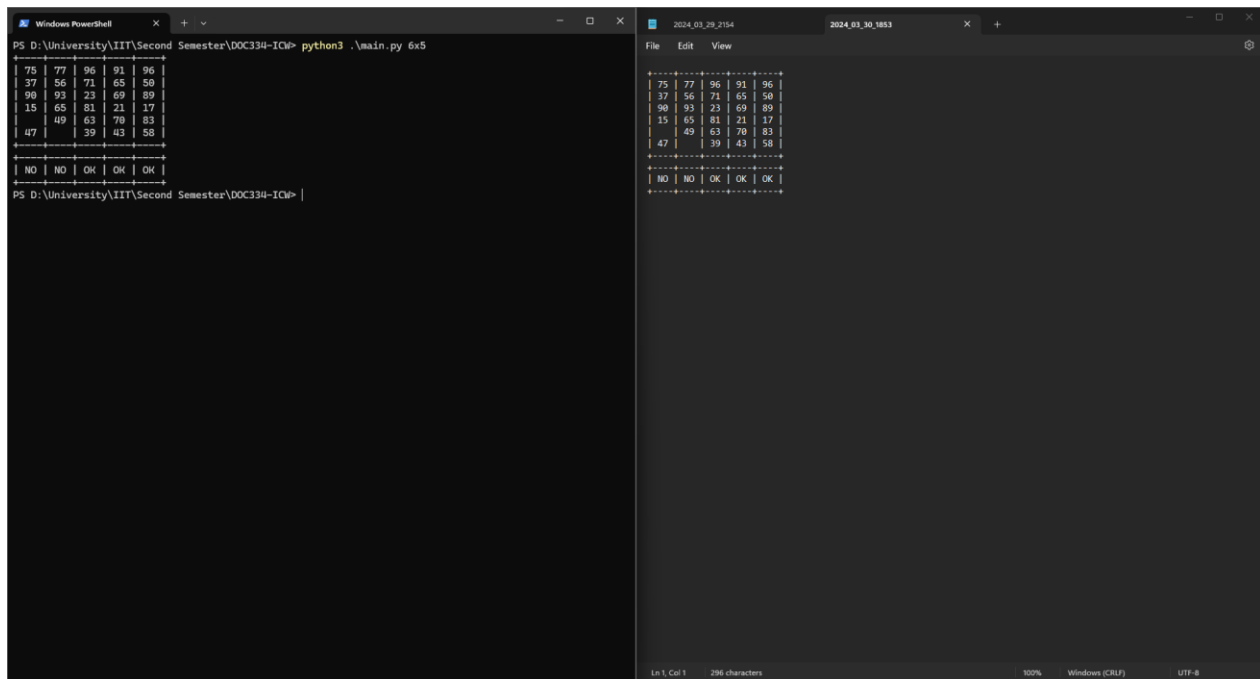 Windows PowerShell
PS D:\University\IIT\Second Semester\DOC334-ICW> python3 .\main.py 6x5
+----+----+----+----+----+
| 75 | 77 | 96 | 91 | 96 |
| 37 | 56 | 71 | 65 | 50 |
| 90 | 93 | 23 | 69 | 89 |
| 15 | 65 | 81 | 21 | 17 |
|    | 49 | 63 | 70 | 83 |
| 47 |    | 39 | 43 | 58 |
+----+----+----+----+----+
+----+----+----+----+----+
| NO | NO | OK | OK | OK |
+----+----+----+----+----+
PS D:\University\IIT\Second Semester\DOC334-ICW>
2024_03_29_2154 2024_03_30_1853
File Edit View
+----+----+----+----+----+
| 75 | 77 | 96 | 91 | 96 |
| 37 | 56 | 71 | 65 | 50 |
| 90 | 93 | 23 | 69 | 89 |
| 15 | 65 | 81 | 21 | 17 |
|    | 49 | 63 | 70 | 83 |
| 47 |    | 39 | 43 | 58 |
+----+----+----+----+----+
+----+----+----+----+----+
| NO | NO | OK | OK | OK |
+----+----+----+----+----+
Ln 1, Col 1 296 characters 100% Windows (CRLF) UTF-8